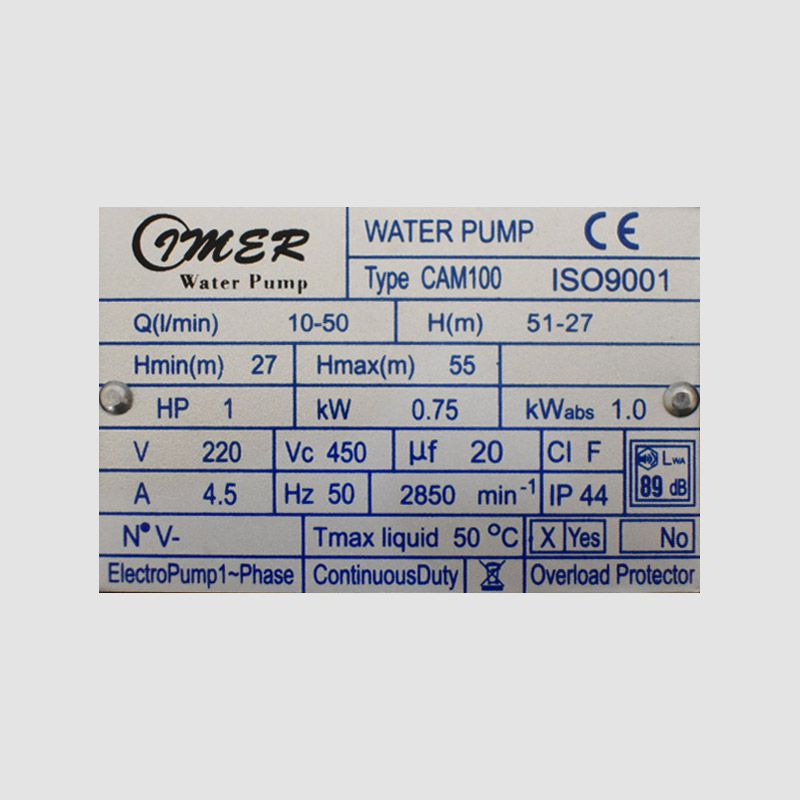 CIMER
Water Pump
WATER PUMP CE
Type CAM100 ISO9001
Q(l/min) 10-50 H(m) 51-27
Hmin(m) 27 Hmax(m) 55
HP 1 kW 0.75 kWabs 1.0
V 220 Vc 450 µf 20 Cl F
LWA
89 dB
A 4.5 Hz 50 2850 min-1 IP 44
N° V- Tmax liquid 50 °C X Yes No
ElectroPump1~Phase ContinuousDuty Overload Protector